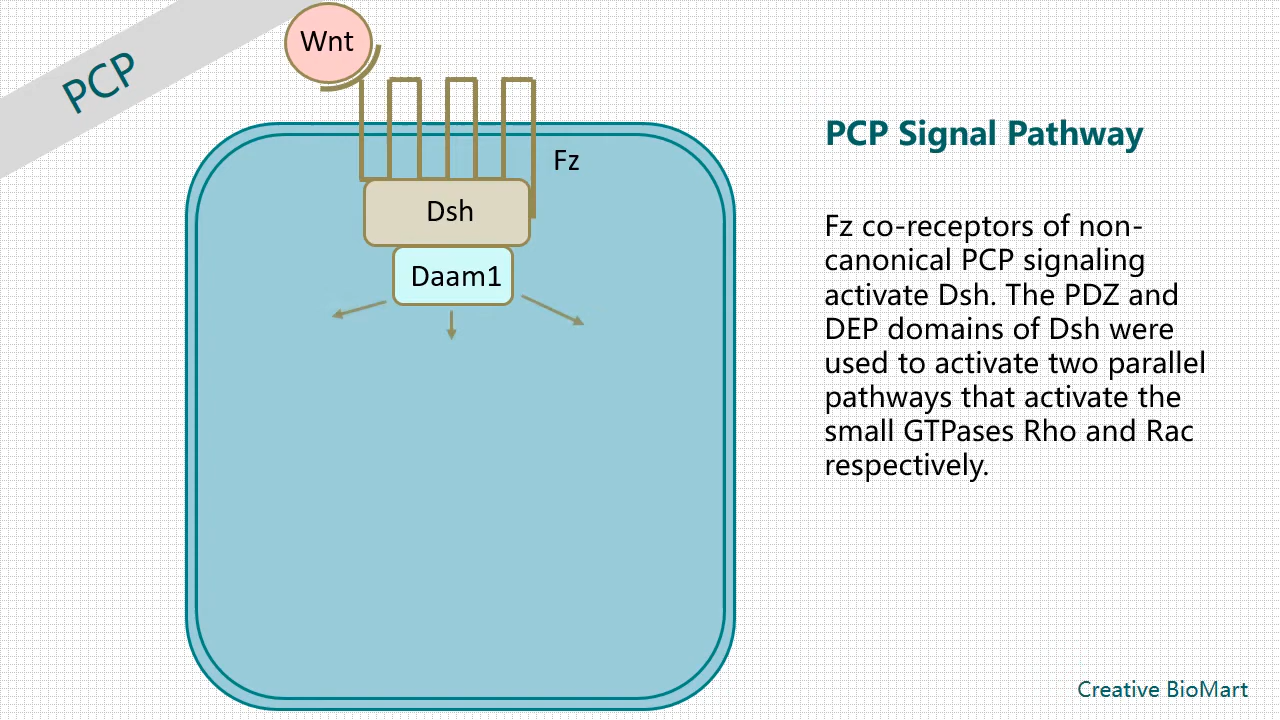 PCP
Wnt
Fz
Dsh
Daam1
PCP Signal Pathway
Fz co-receptors of non-
canonical PCP signaling
activate Dsh. The PDZ and
DEP domains of Dsh were
used to activate two parallel
pathways that activate the
small GTPases Rho and Rac
respectively.
Creative BioMart